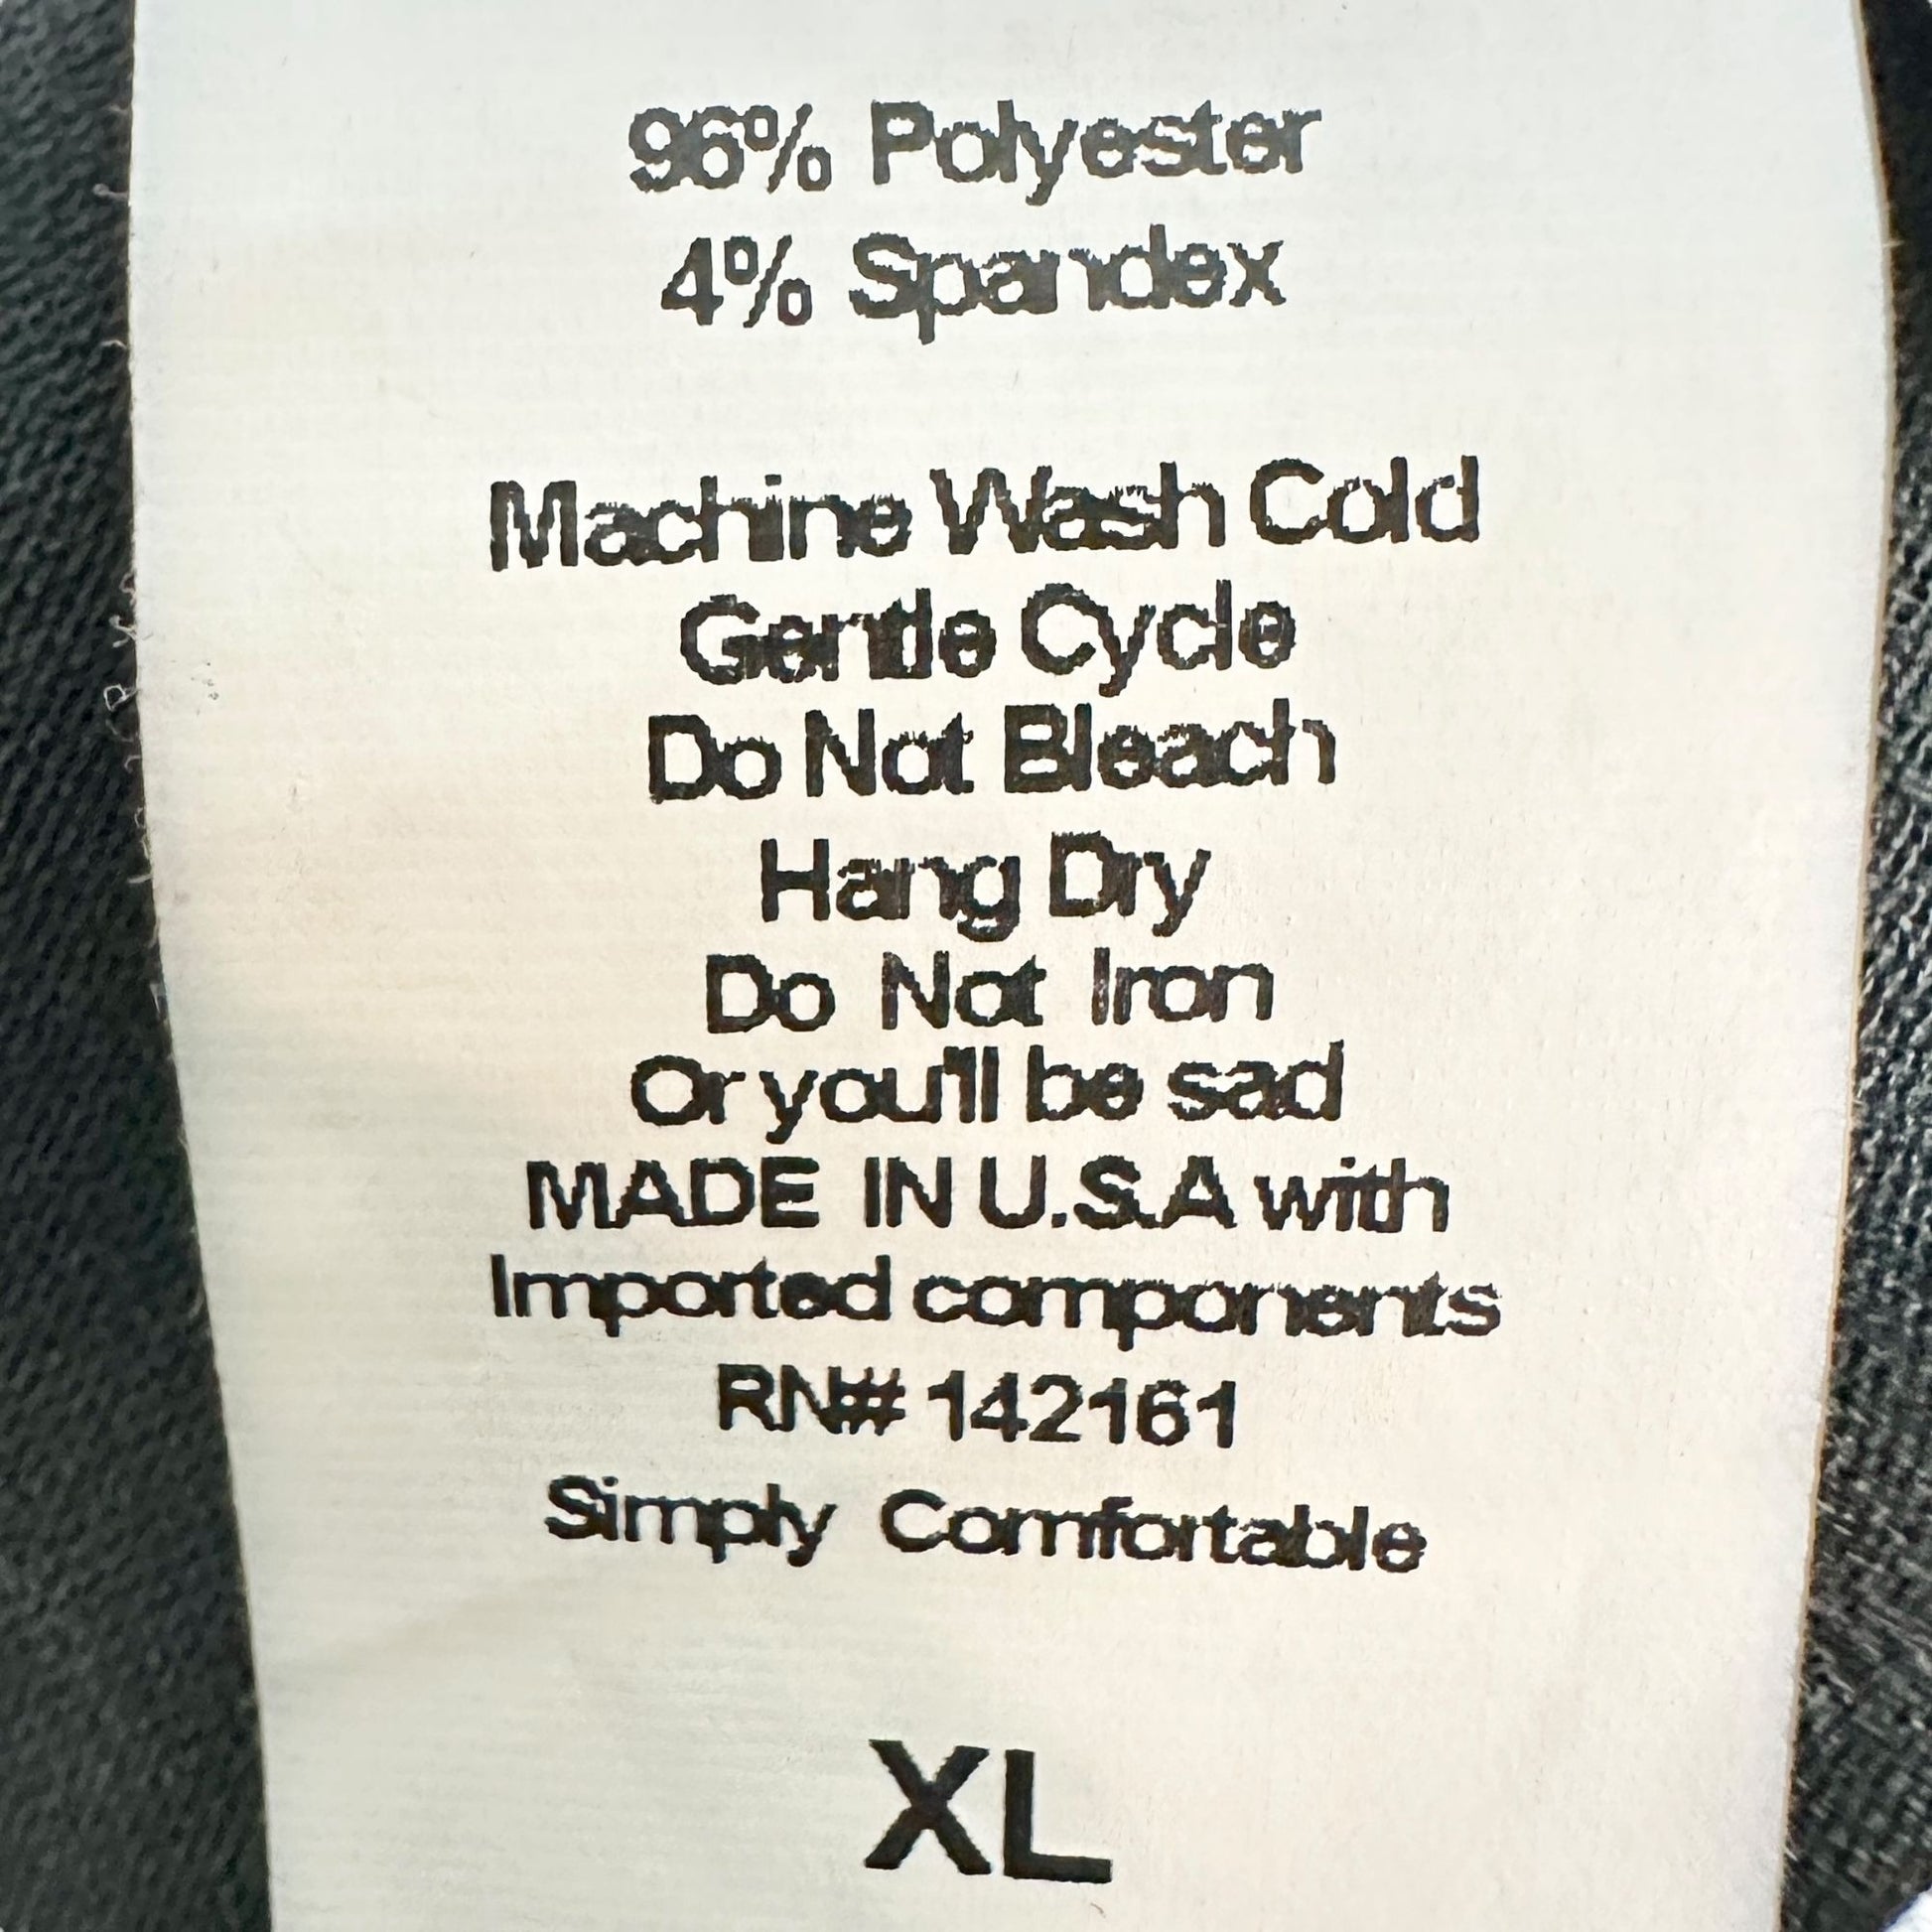 96% Polyester
4% Spandex
Machine Wash Cold
Gentle Cycle
Do Not Bleach
Hang Dry
Do Not Iron
Or you'll be sad
MADE IN U.S.A with
Imported components
RN# 142161
Simply Comfortable
XL